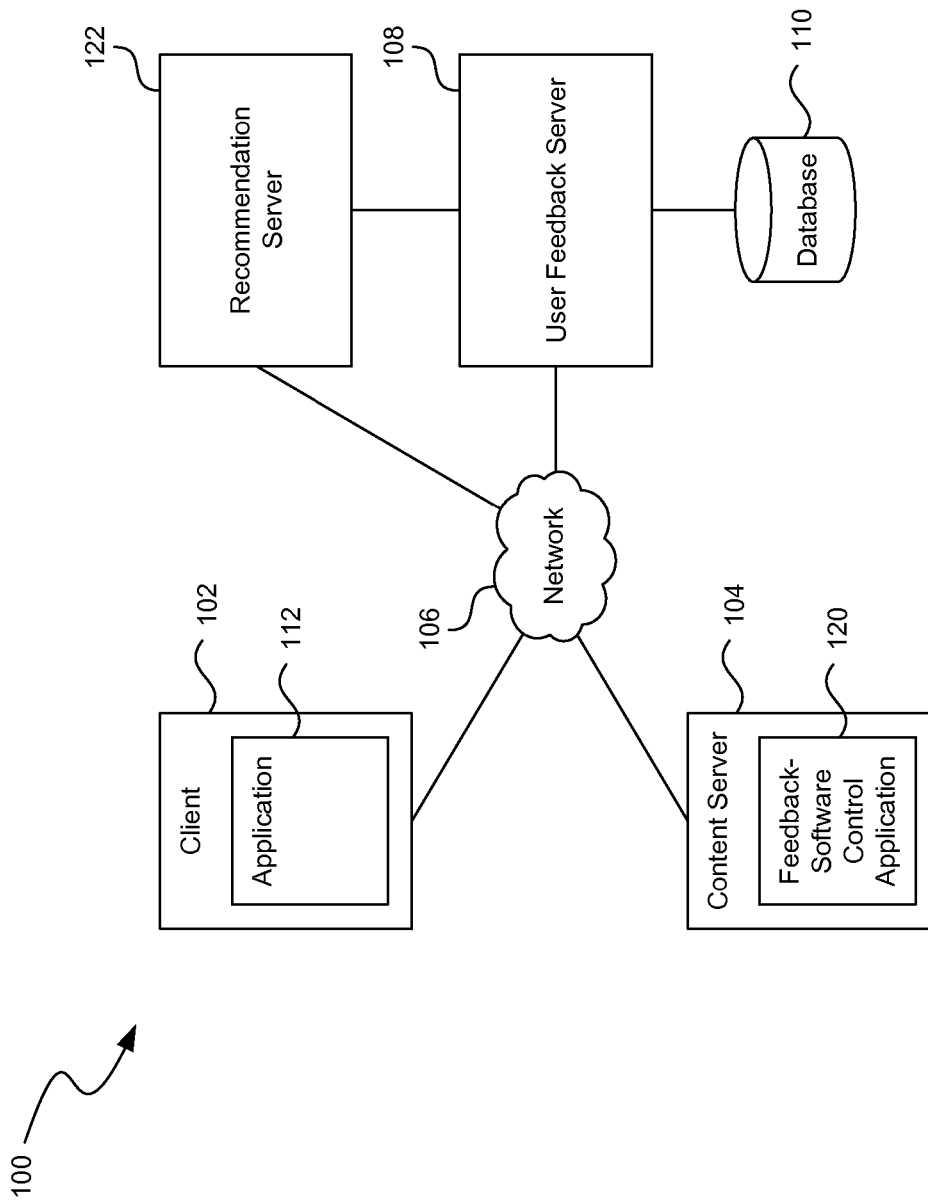 100
Client
102
Application
112
Content Server
104
Feedback-
Software
Control
Application
120
106
Network
Recommendation
Server
122
User Feedback Server
108
Database
110